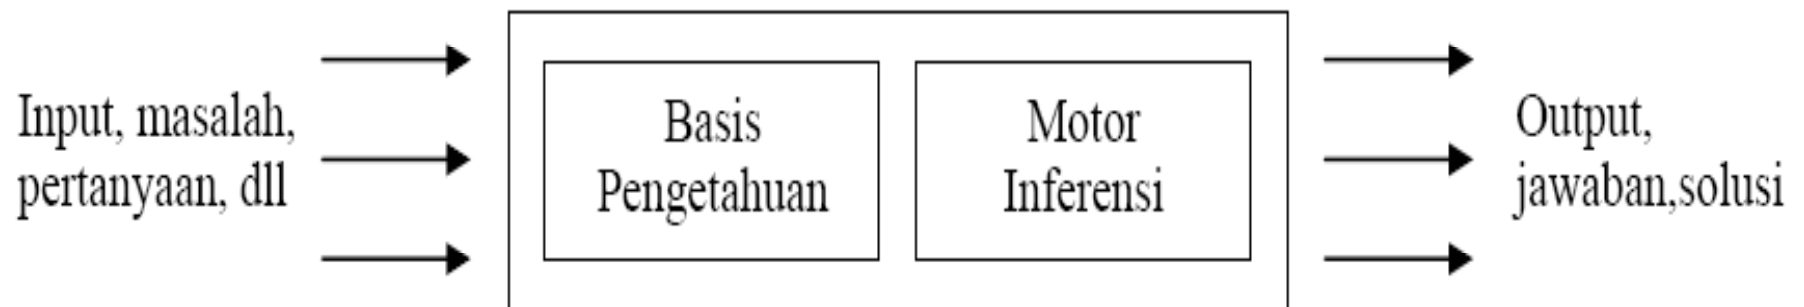 Input, masalah,
pertanyaan, dll
Basis
Pengetahuan
Motor
Inferensi
Output,
jawaban,solusi